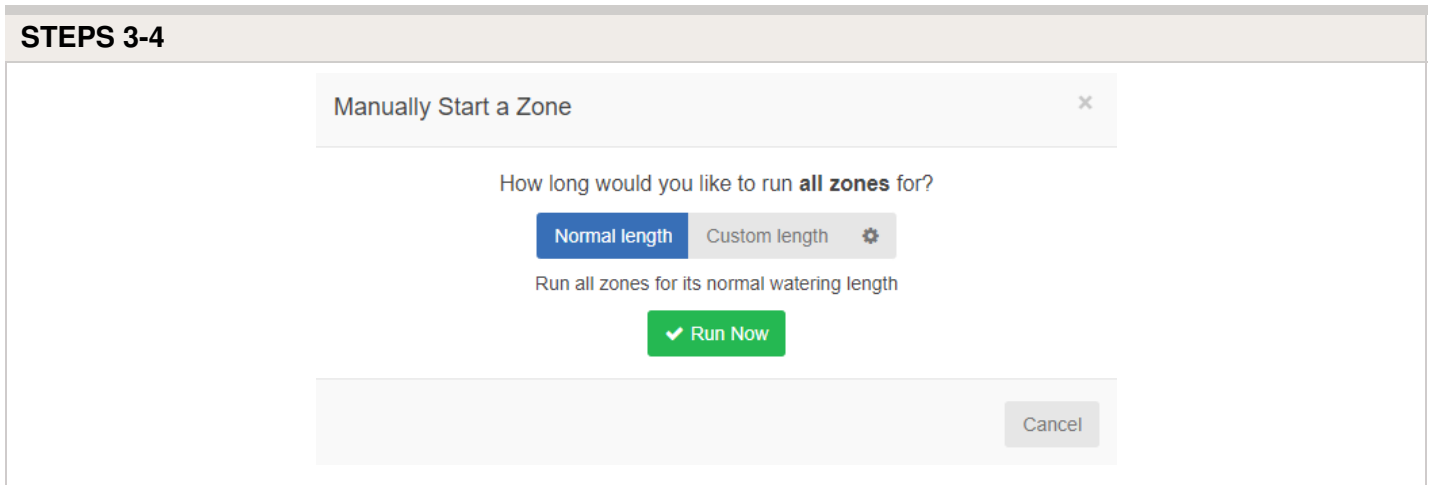 STEPS 3-4
Manually Start a Zone ×
How long would you like to run all zones for?
Normal length Custom length
Run all zones for its normal watering length
Run Now
Cancel